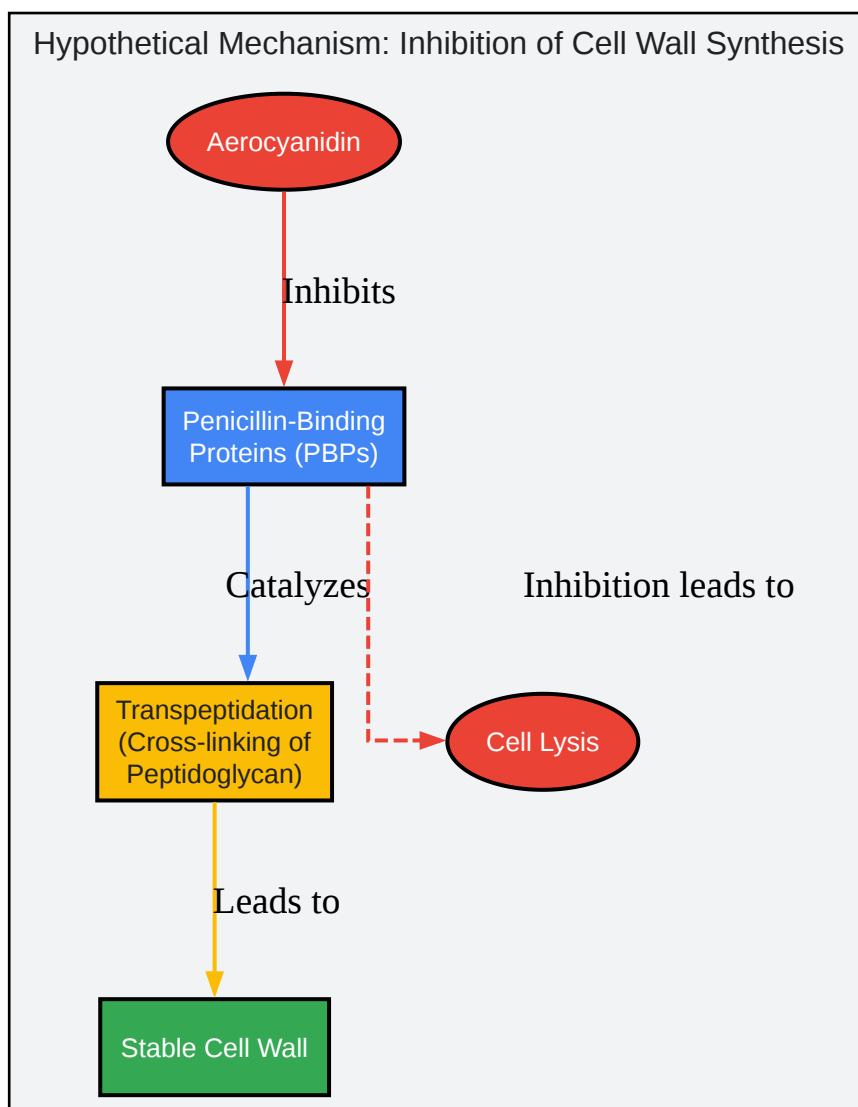 Hypothetical Mechanism: Inhibition of Cell Wall Synthesis
Aerocyanidin
Inhibits
Penicillin-Binding
Proteins (PBPs)
Catalyzes
Inhibition leads to
Transpeptidation
(Cross-linking of
Peptidoglycan)
Cell Lysis
Leads to
Stable Cell Wall